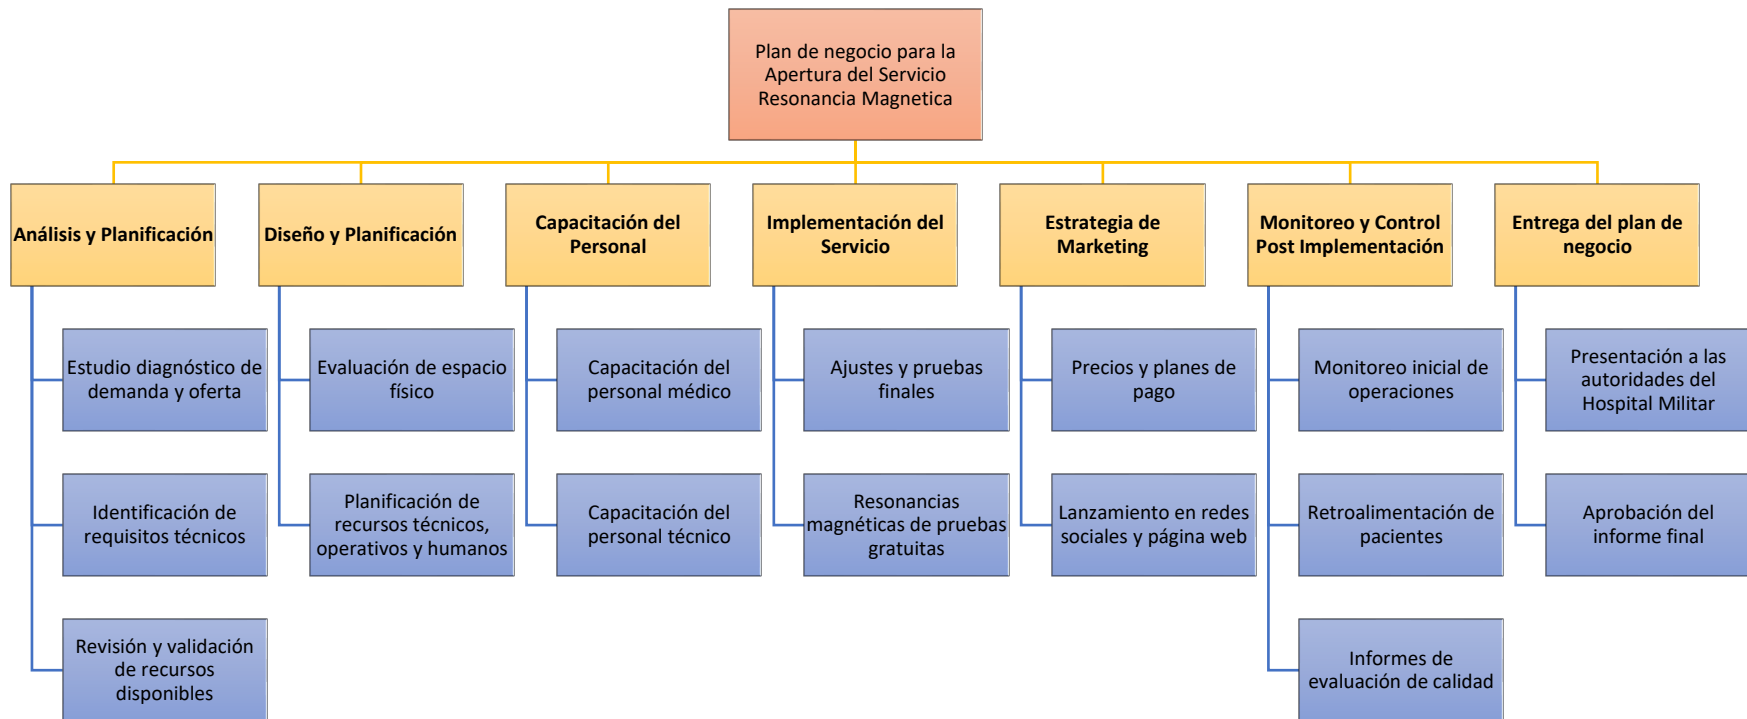 Plan de negocio para la
Apertura del Servicio
Resonancia Magnetica
Análisis y Planificación
Diseño y Planificación
Capacitación del
Personal
Implementación del
Servicio
Estrategia de
Marketing
Monitoreo y Control
Post Implementación
Entrega del plan de
negocio
Estudio diagnóstico de
demanda y oferta
Identificación de
requisitos técnicos
Revisión y validación
de recursos
disponibles
Evaluación de espacio
físico
Planificación de
recursos técnicos,
operativos y humanos
Capacitación del
personal médico
Capacitación del
personal técnico
Ajustes y pruebas
finales
Resonancias
magnéticas de pruebas
gratuitas
Precios y planes de
pago
Lanzamiento en redes
sociales y página web
Monitoreo inicial de
operaciones
Retroalimentación de
pacientes
Informes de
evaluación de calidad
Presentación a las
autoridades del
Hospital Militar
Aprobación del
informe final